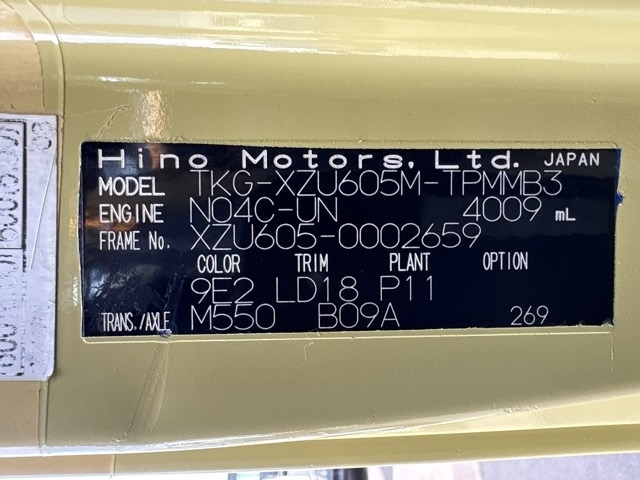 Hino Motors, Ltd. JAPAN
MODEL TKG-XZU605M-TPMMB3
ENGINE N04C-UN 4009 mL
FRAME No. XZU605-0002659
COLOR TRIM PLANT OPTION
9E2 LD18 P11
TRANS./AXLE M550 B09A 269